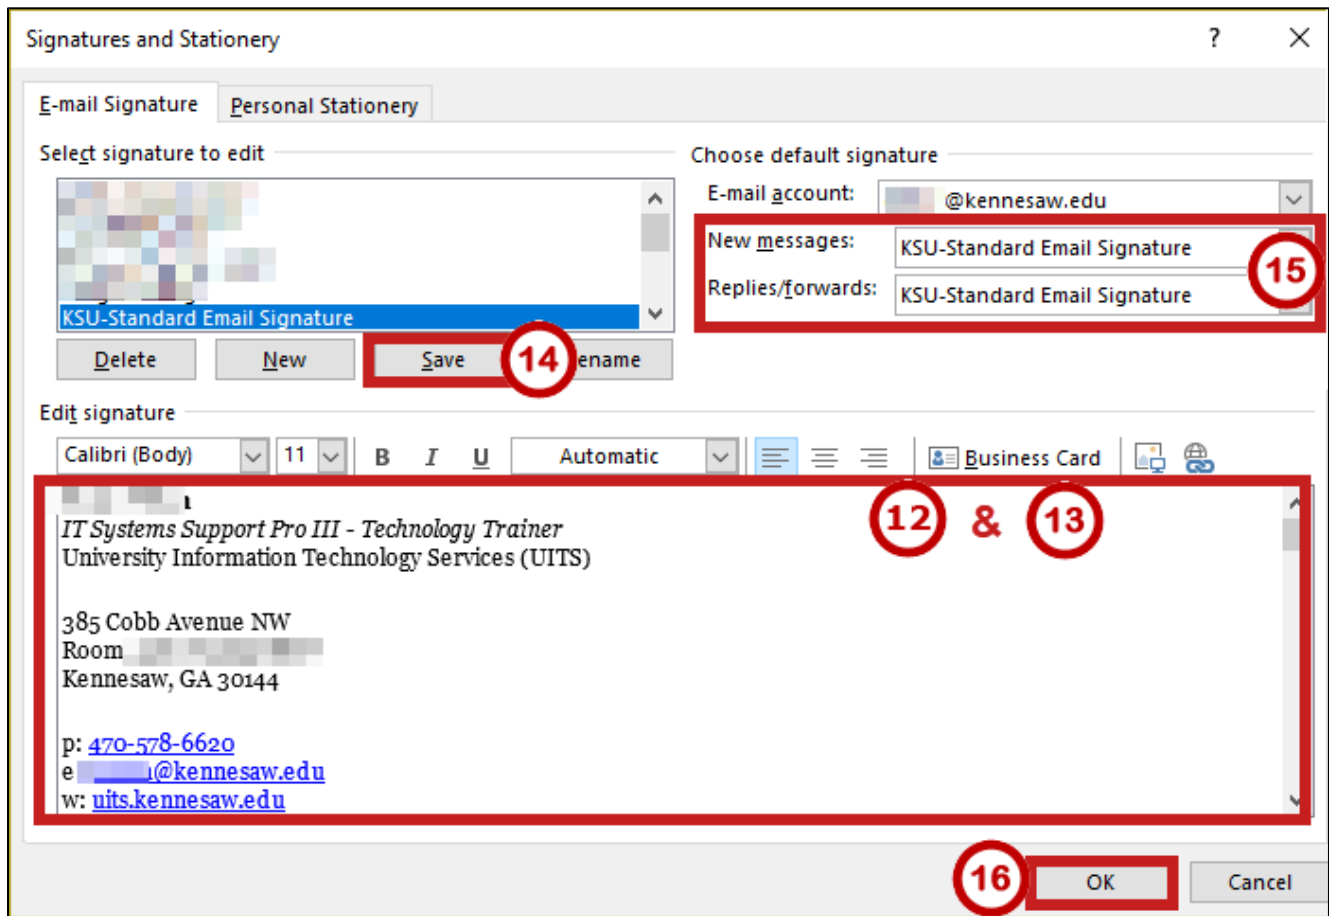 Signatures and Stationery ?
E-mail Signature Personal Stationery
Select signature to edit
KSU-Standard Email Signature
Delete New Save 14 ename
Choose default signature
E-mail account: @kennesaw.edu
New messages: KSU-Standard Email Signature
15
Replies/forwards: KSU-Standard Email Signature
Edit signature
Calibri (Body) 11 B I U Automatic Business Card
12 & 13
IT Systems Support Pro III - Technology Trainer
University Information Technology Services (UITS)
385 Cobb Avenue NW
Room
Kennesaw, GA 30144
p: 470-578-6620
e @kennesaw.edu
w: uits.kennesaw.edu
16 OK Cancel